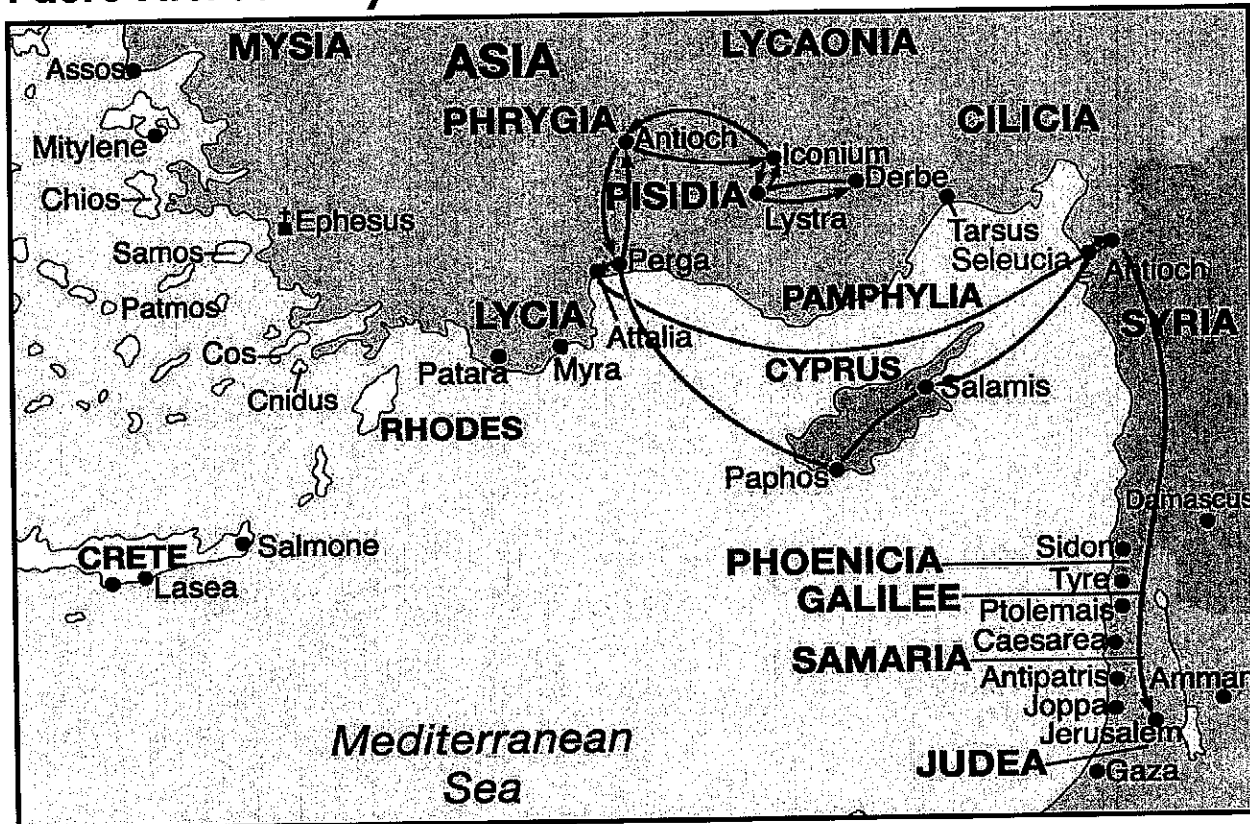 MYSIA
ASIA
LYCAONIA
Assos
PHRYGIA
Antioch
CILICIA
Mitylene
Iconium
Chios
PISIDIA
Derbe
Lystra
Ephesus
Tarsus
Samos
Perga
Seleucia
Antioch
Patmos
LYCIA
PAMPHYLIA
SYRIA
Attalia
Cos
Patara
Myra
CYPRUS
Salamis
Cnidus
RHODES
Paphos
Damascus
CRETE
Salmone
Lasea
PHOENICIA
Sidon
Tyre
GALILEE
Ptolemais
Caesarea
SAMARIA
Antipatris
Amman
Joppa
Jerusalem
Mediterranean
Sea
JUDEA
Gaza